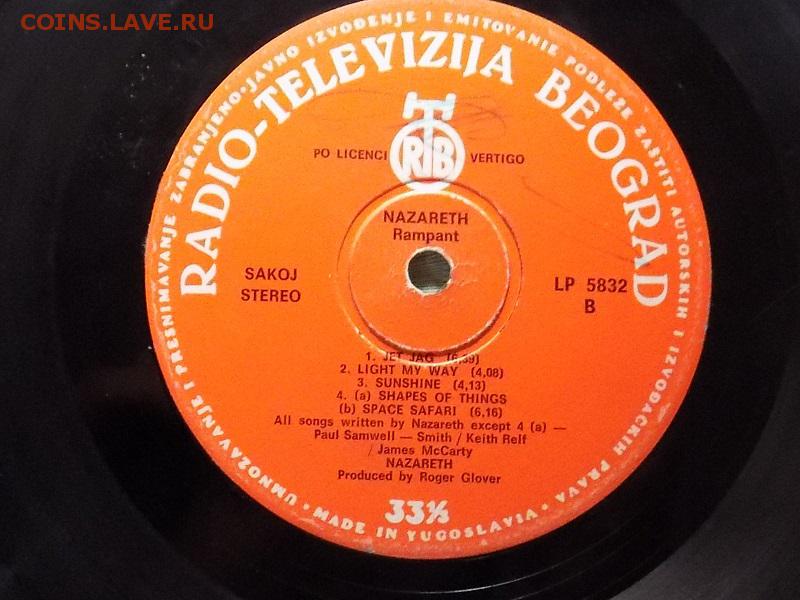 COINS.LAVE.RU
UMNOŽAVANJE I PRESNIMAVANJE ZABRANJENO · JAVNO IZVOĐENJE I EMITOVANJE PODLEŽE ZAŠTITI AUTORSKIH I IZVOĐAČKIH PRAVA
RADIO-TELEVIZIJA BEOGRAD
PO LICENCI RTB VERTIGO
NAZARETH
Rampant
SAKOJ
STEREO
LP 5832
B
1. JET JAG (6,39)
2. LIGHT MY WAY (4,08)
3. SUNSHINE (4,13)
4. (a) SHAPES OF THINGS
(b) SPACE SAFARI (6,16)
All songs written by Nazareth except 4 (a) —
Paul Samwell — Smith / Keith Relf
/ James McCarty
NAZARETH
Produced by Roger Glover
33⅓
· MADE IN YUGOSLAVIA ·